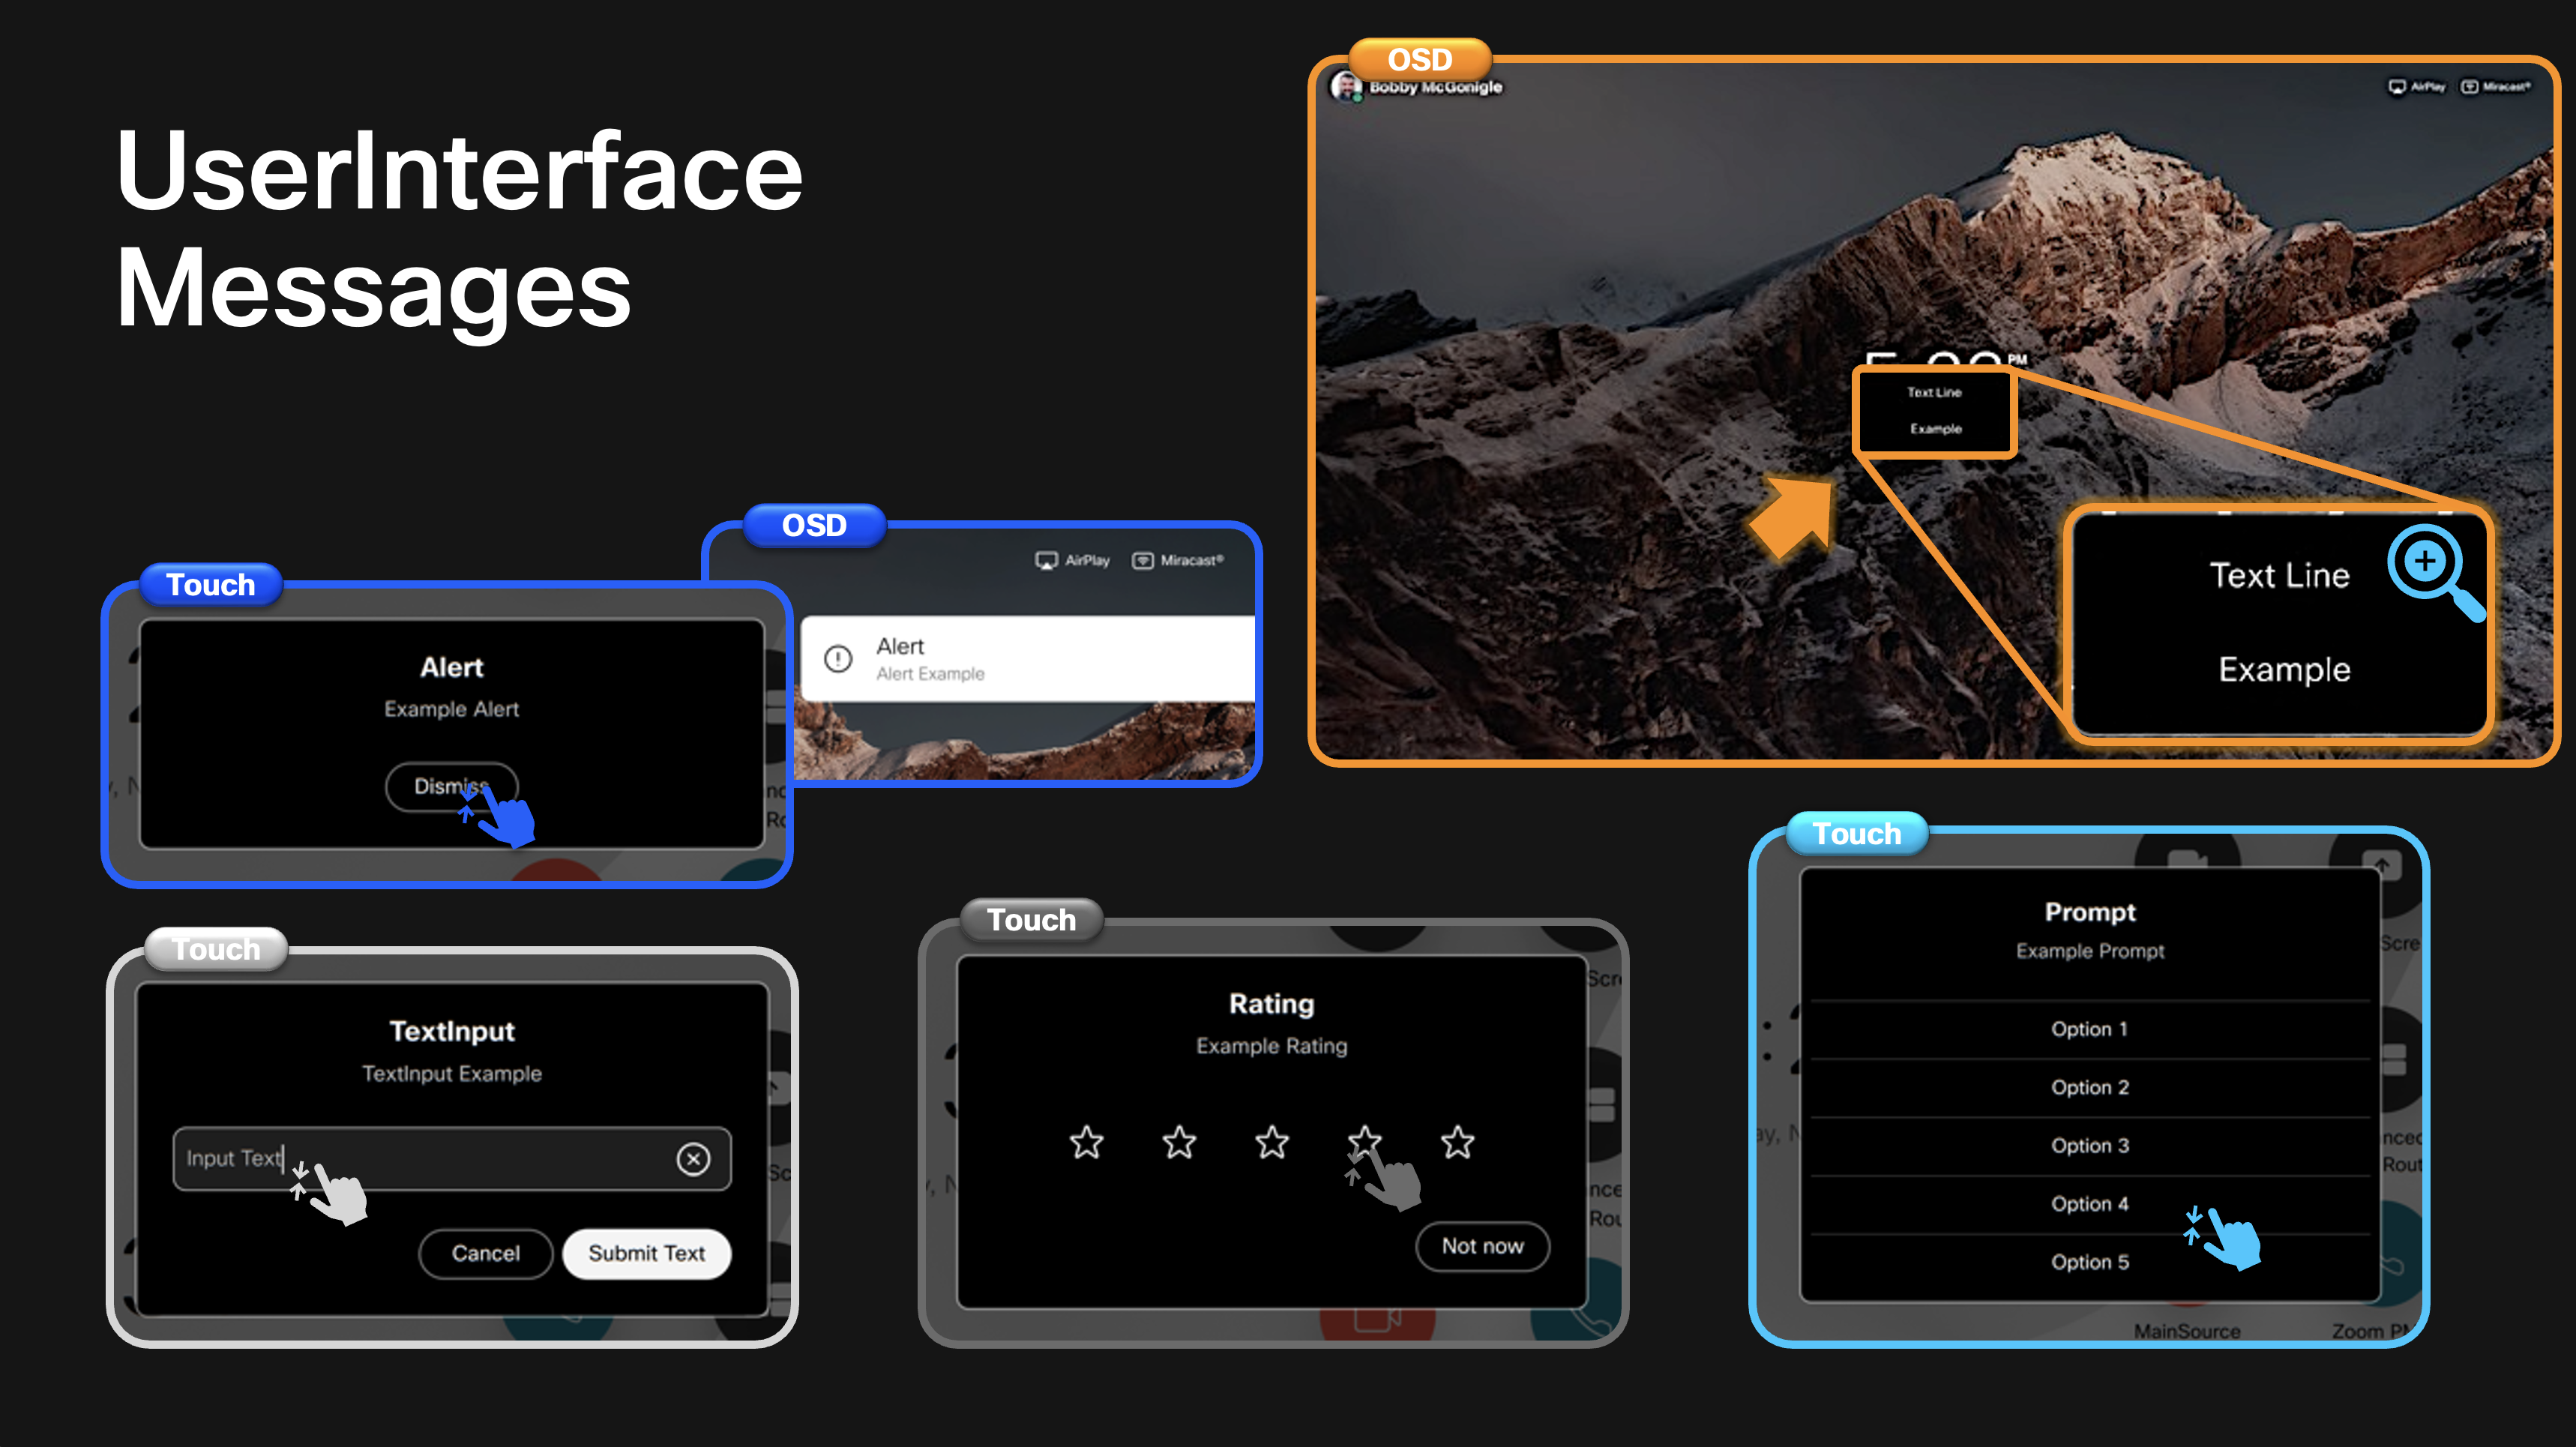 UserInterface
Messages
OSD
Bobby McGonigle
AirPlay Miracast®
PM
Text Line
Example
Text Line
Example
OSD
AirPlay Miracast®
Alert
Alert Example
Touch
Alert
Example Alert
Dismiss
Touch
TextInput
TextInput Example
Input Text
Cancel Submit Text
Touch
Rating
Example Rating
Not now
Touch
Prompt
Example Prompt
Option 1
Option 2
Option 3
Option 4
Option 5
MainSource
Zoom